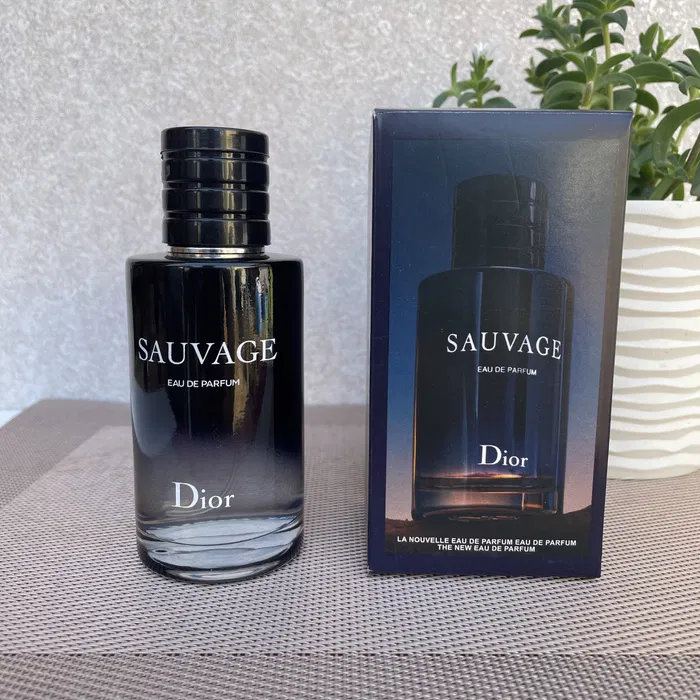 SAUVAGE
EAU DE PARFUM
Dior
SAUVAGE
EAU DE PARFUM
Dior
LA NOUVELLE EAU DE PARFUM EAU DE PARFUM
THE NEW EAU DE PARFUM